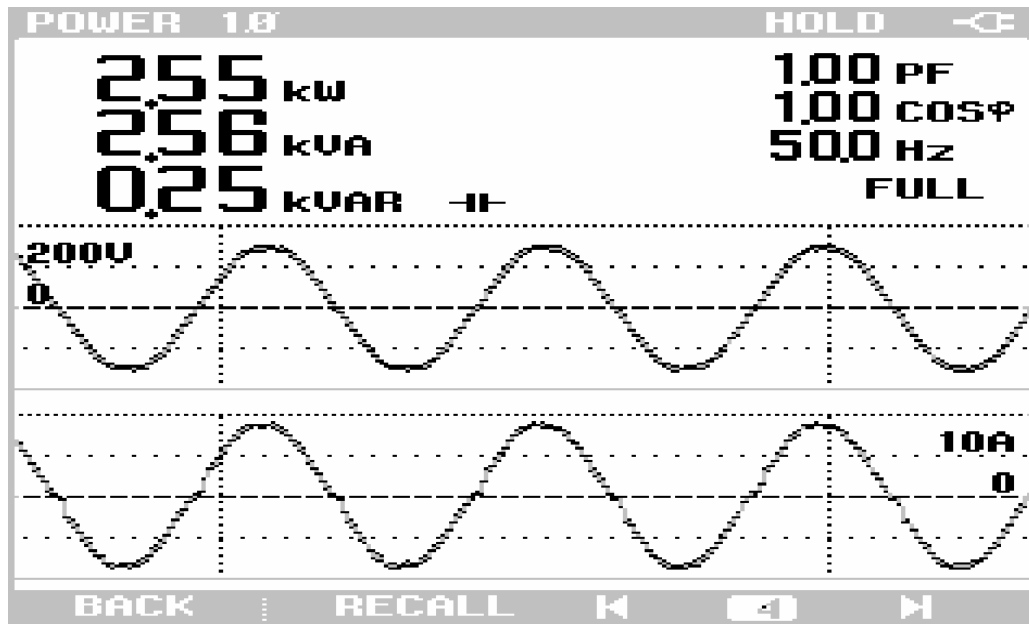 POWER 1.0 HOLD
2.55 kW 1.00 PF
2.56 kVA 1.00 COSφ
0.25 kVAR 50.0 Hz
FULL
200V
0
10A
0
BACK RECALL 4